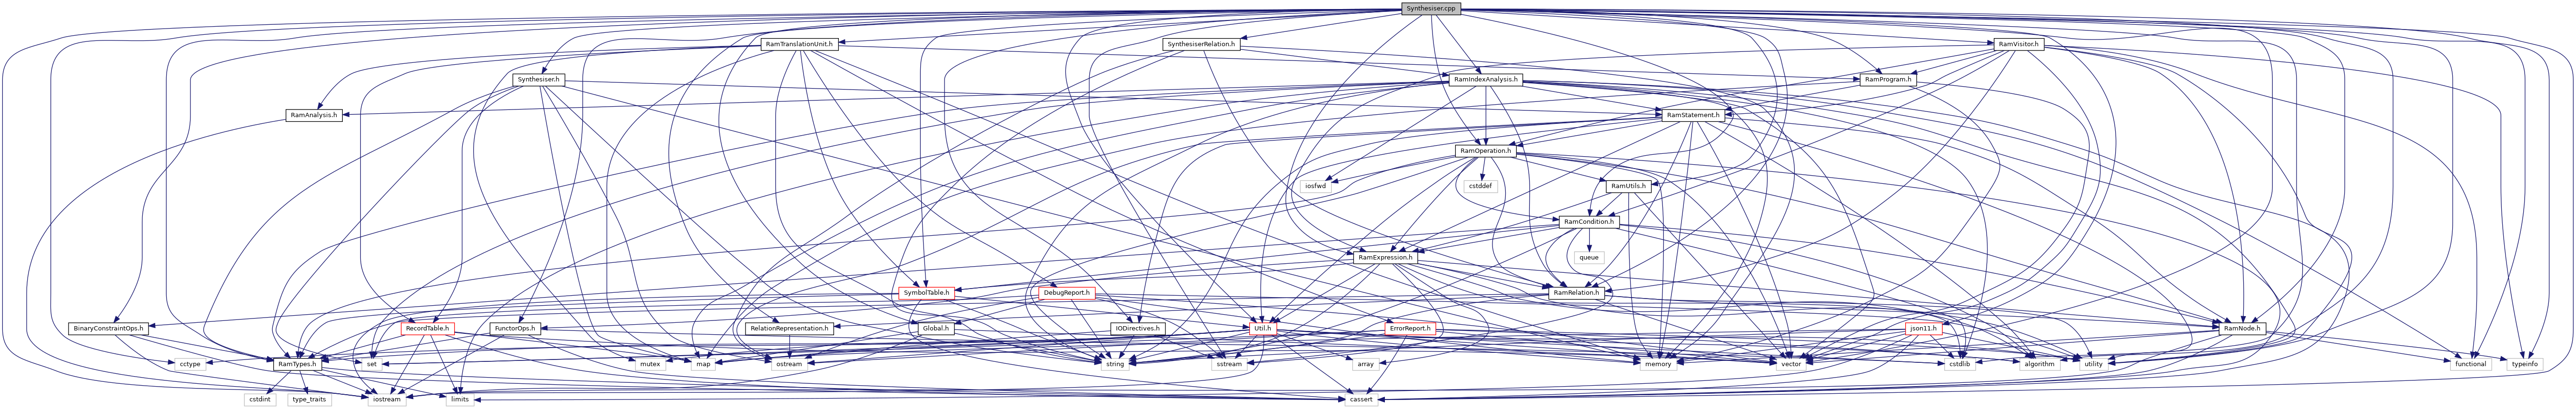 Synthesiser.cpp
RamTranslationUnit.h
SynthesiserRelation.h
RamVisitor.h
Synthesiser.h
RamIndexAnalysis.h
RamProgram.h
RamAnalysis.h
RamStatement.h
RamOperation.h
iosfwd
cstddef
RamUtils.h
RamCondition.h
queue
RamExpression.h
SymbolTable.h
DebugReport.h
RamRelation.h
BinaryConstraintOps.h
RecordTable.h
FunctorOps.h
RelationRepresentation.h
Global.h
IODirectives.h
Util.h
ErrorReport.h
json11.h
RamNode.h
cctype
RamTypes.h
set
mutex
map
ostream
string
sstream
array
memory
vector
cstdlib
algorithm
utility
functional
typeinfo
cstdint
type_traits
iostream
limits
cassert